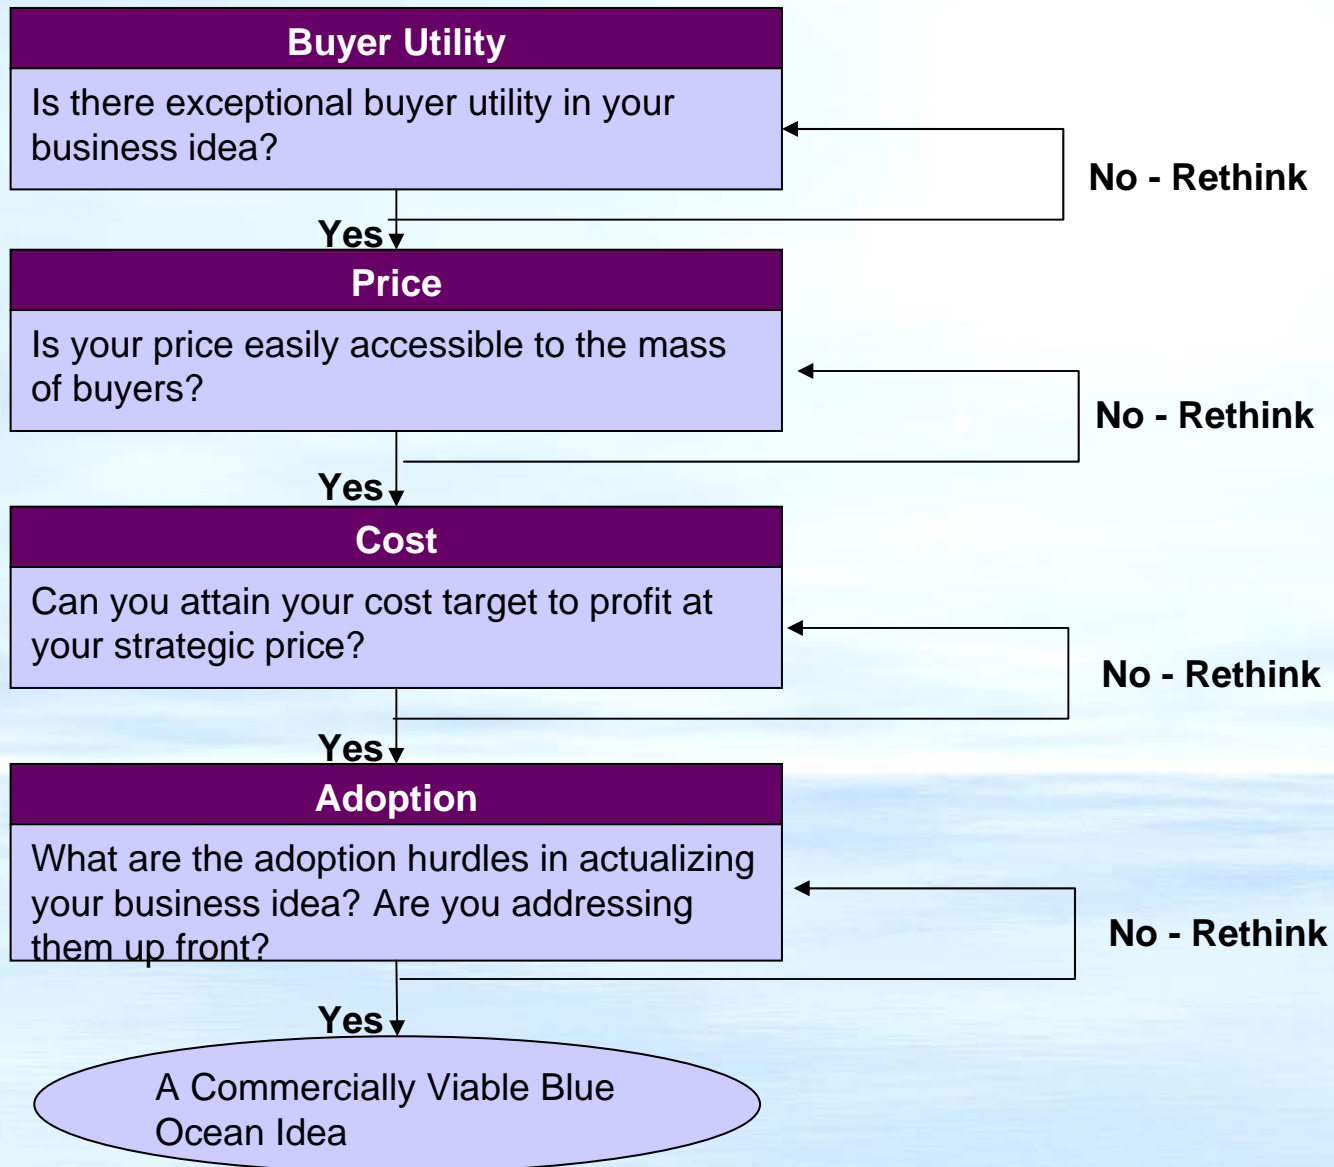 Buyer Utility
Is there exceptional buyer utility in your
business idea?
No - Rethink
Yes
Price
Is your price easily accessible to the mass
of buyers?
No - Rethink
Yes
Cost
Can you attain your cost target to profit at
your strategic price?
No - Rethink
Yes
Adoption
What are the adoption hurdles in actualizing
your business idea? Are you addressing
them up front?
No - Rethink
Yes
A Commercially Viable Blue
Ocean Idea